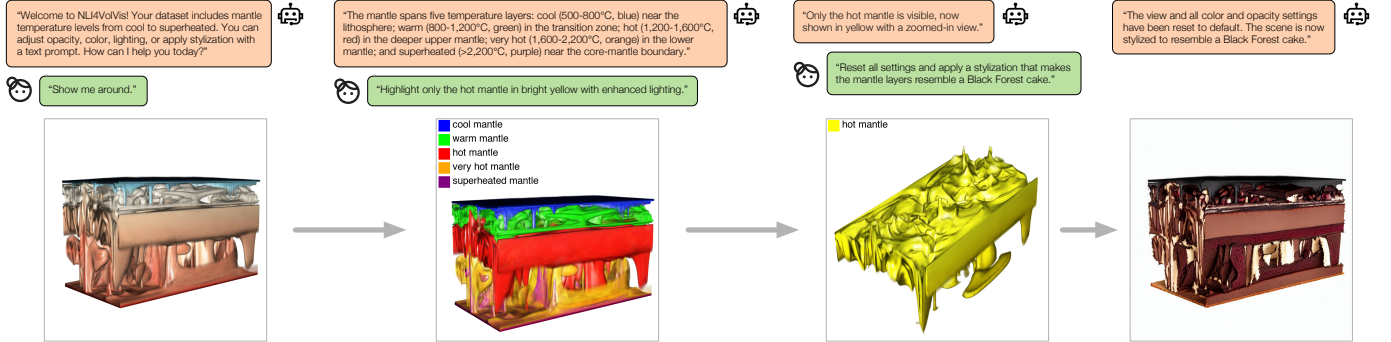 “Welcome to NLI4VolVis! Your dataset includes mantle
temperature levels from cool to superheated. You can
adjust opacity, color, lighting, or apply stylization with
a text prompt. How can I help you today?”
“Show me around.”
“The mantle spans five temperature layers: cool (500-800°C, blue) near the
lithosphere; warm (800-1,200°C, green) in the transition zone; hot (1,200-1,600°C,
red) in the deeper upper mantle; very hot (1,600-2,200°C, orange) in the lower
mantle; and superheated (>2,200°C, purple) near the core-mantle boundary.”
“Highlight only the hot mantle in bright yellow with enhanced lighting.”
“Only the hot mantle is visible, now
shown in yellow with a zoomed-in view.”
“Reset all settings and apply a stylization that makes
the mantle layers resemble a Black Forest cake.”
“The view and all color and opacity settings
have been reset to default. The scene is now
stylized to resemble a Black Forest cake.”
cool mantle
warm mantle
hot mantle
very hot mantle
superheated mantle
hot mantle